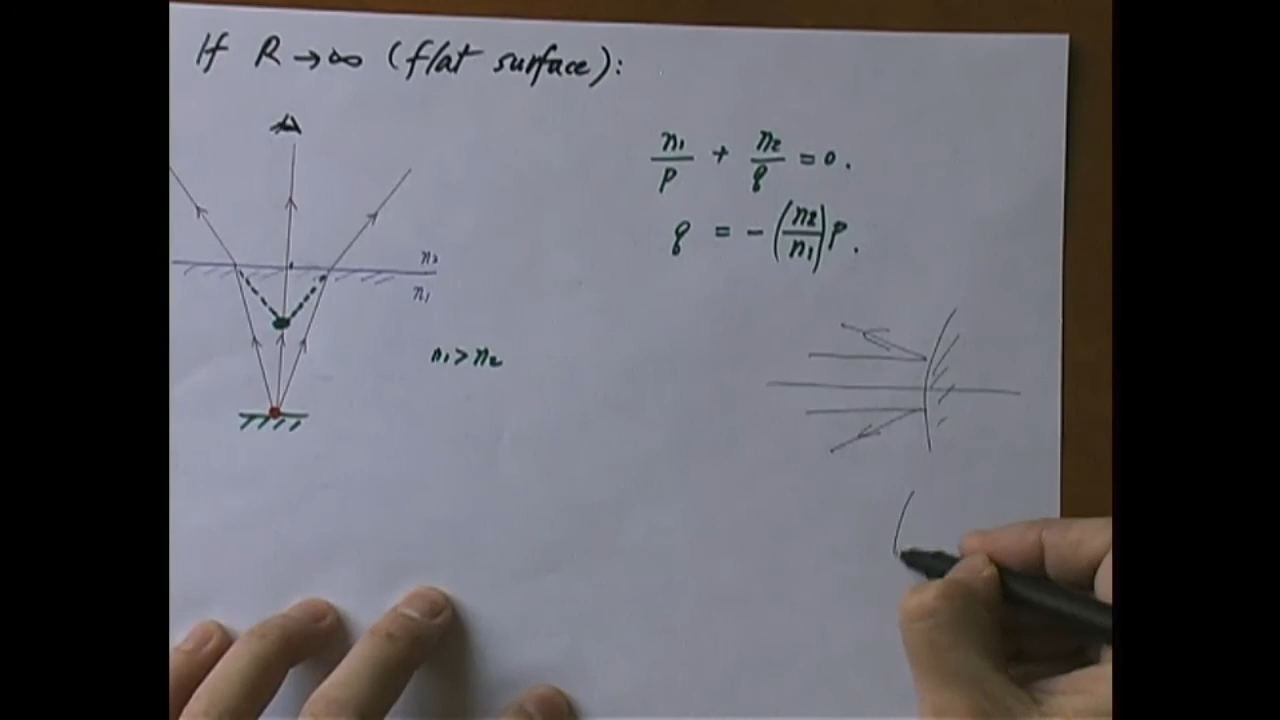 If R → ∞ (flat surface):
n₁/p + n₂/q = 0.
q = -(n₂/n₁)p.
n₂
n₁
n₁ > n₂